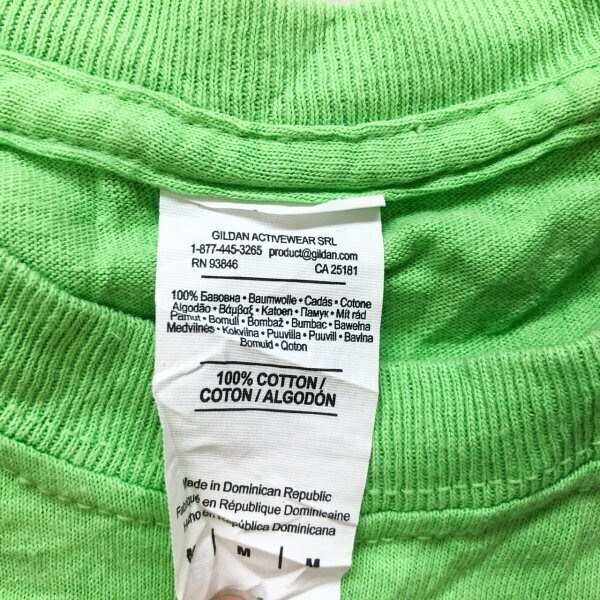 GILDAN ACTIVEWEAR SRL
1-877-445-3265 product@gildan.com
RN 93846 CA 25181
100% Бавовна • Baumwolle • Cadás • Cotone
Algodão • Βάμβαξ • Katoen • Памук • Mít rád
Pamut • Bomull • Bombaž • Bumbac • Bawełna
Medvilnės • Kokvilna • Puuvilla • Puuvill • Bavlna
Bomuld • Qoton
100% COTTON /
COTON / ALGODÓN
Made in Dominican Republic
en République Dominicaine
en República Dominicana
M | M